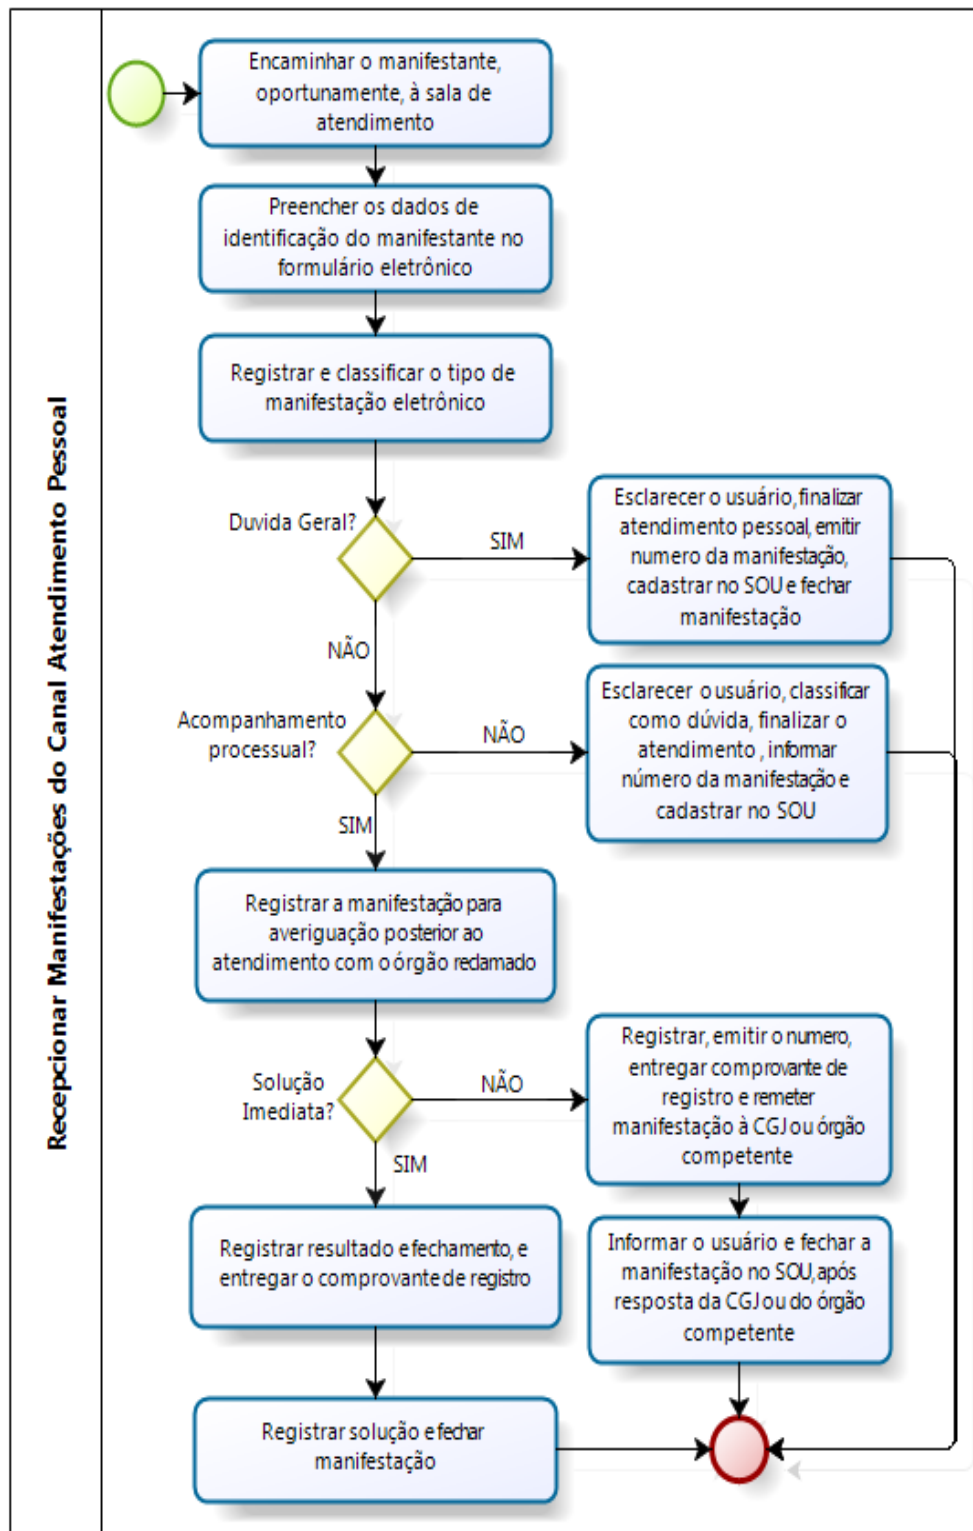 Recepcionar Manifestações do Canal Atendimento Pessoal
Encaminhar o manifestante,
oportunamente, à sala de
atendimento
Preencher os dados de
identificação do manifestante no
formulário eletrônico
Registrar e classificar o tipo de
manifestação eletrônico
Duvida Geral?
SIM
Esclarecer o usuário, finalizar
atendimento pessoal, emitir
numero da manifestação,
cadastrar no SOU e fechar
manifestação
NÃO
Acompanhamento
processual?
NÃO
Esclarecer o usuário, classificar
como dúvida, finalizar o
atendimento , informar
número da manifestação e
cadastrar no SOU
SIM
Registrar a manifestação para
averiguação posterior ao
atendimento com o órgão reclamado
Solução
Imediata?
NÃO
Registrar, emitir o numero,
entregar comprovante de
registro e remeter
manifestação à CGJ ou órgão
competente
SIM
Registrar resultado e fechamento, e
entregar o comprovante de registro
Informar o usuário e fechar a
manifestação no SOU, após
resposta da CGJ ou do órgão
competente
Registrar solução e fechar
manifestação